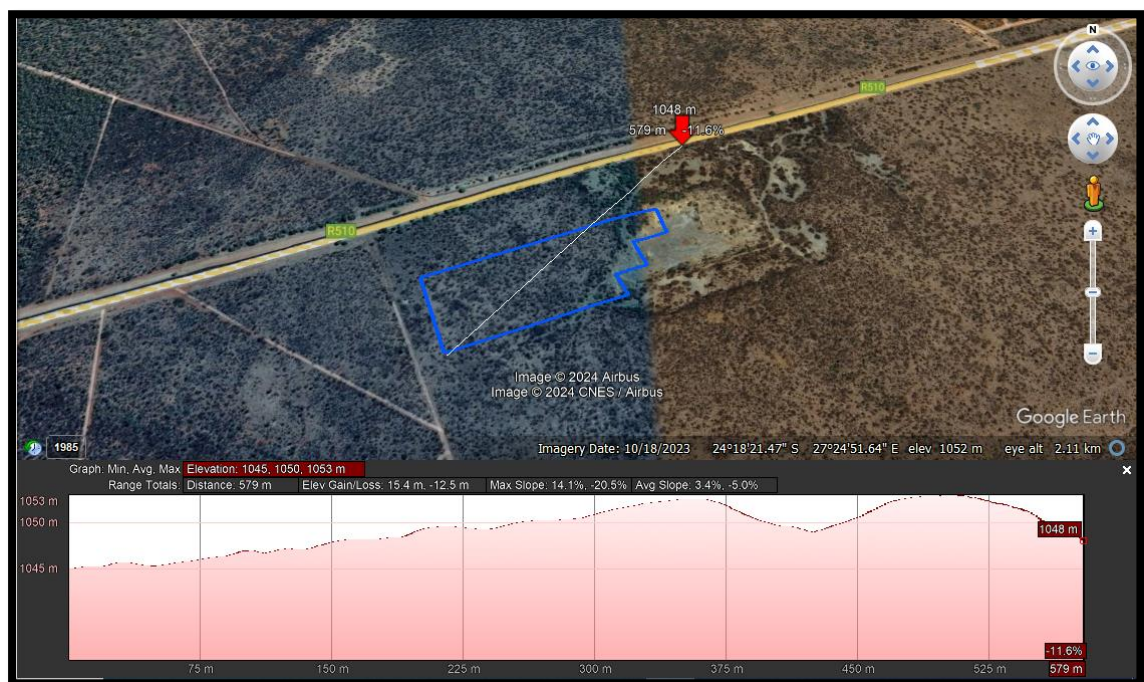 N
R510
1048 m
579 m -11.6%
R510
Image © 2024 Airbus
Image © 2024 CNES / Airbus
Google Earth
1985
Imagery Date: 10/18/2023 24°18'21.47" S 27°24'51.64" E elev 1052 m eye alt 2.11 km
Graph: Min, Avg, Max Elevation: 1045, 1050, 1053 m
Range Totals: Distance: 579 m Elev Gain/Loss: 15.4 m, -12.5 m Max Slope: 14.1%, -20.5% Avg Slope: 3.4%, -5.0%
1053 m
1050 m
1048 m
1045 m
-11.6%
75 m 150 m 225 m 300 m 375 m 450 m 525 m 579 m